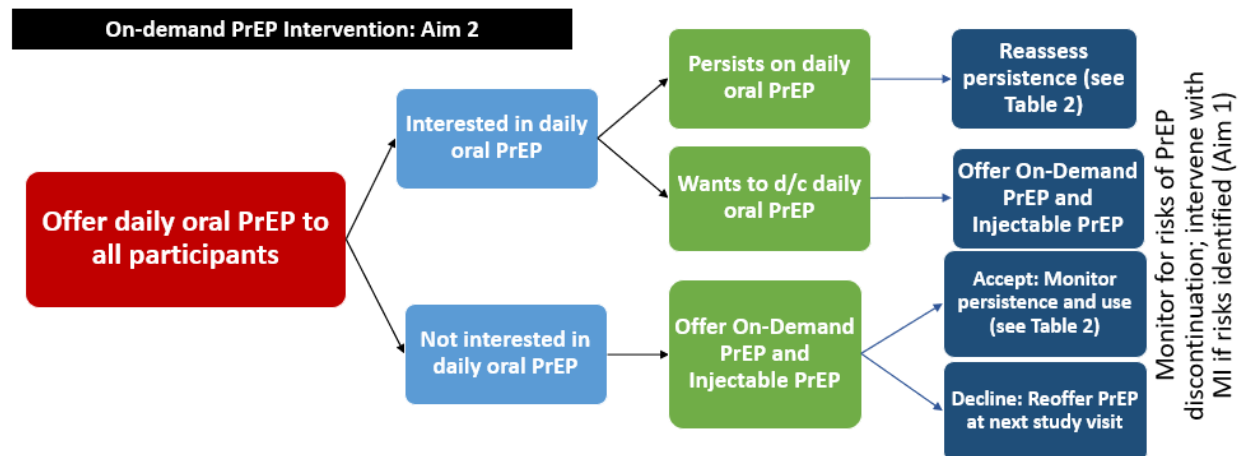 On-demand PrEP Intervention: Aim 2
Offer daily oral PrEP to
all participants
Interested in daily
oral PrEP
Not interested in
daily oral PrEP
Persists on daily
oral PrEP
Wants to d/c daily
oral PrEP
Offer On-Demand
PrEP and
Injectable PrEP
Reassess
persistence (see
Table 2)
Offer On-Demand
PrEP and
Injectable PrEP
Accept: Monitor
persistence and use
(see Table 2)
Decline: Reoffer PrEP
at next study visit
Monitor for risks of PrEP
discontinuation; intervene with
MI if risks identified (Aim 1)